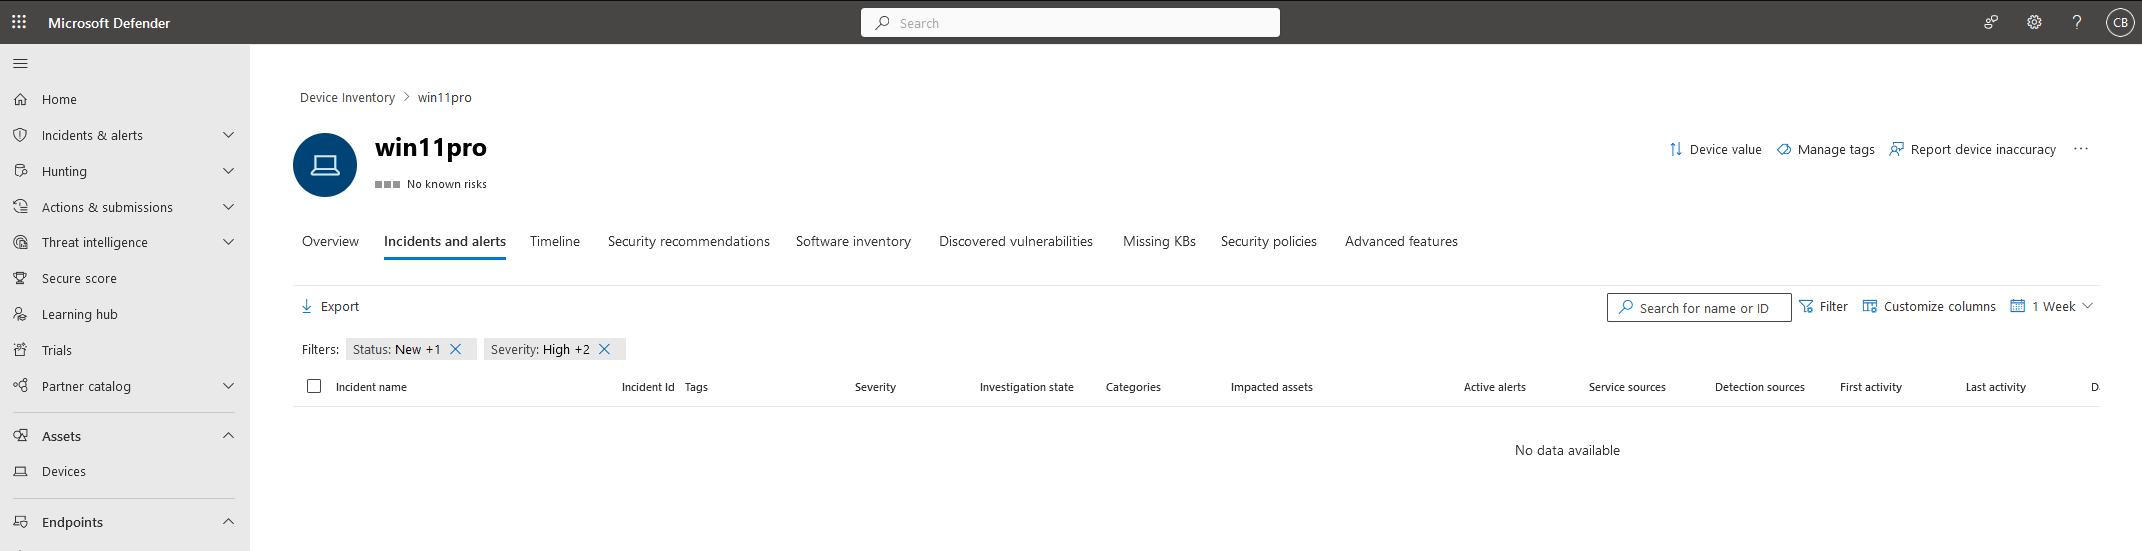 Microsoft Defender
Search
CB
Home
Incidents & alerts
Hunting
Actions & submissions
Threat intelligence
Secure score
Learning hub
Trials
Partner catalog
Assets
Devices
Endpoints
Device Inventory > win11pro
win11pro
No known risks
Device value Manage tags Report device inaccuracy ...
Overview Incidents and alerts Timeline Security recommendations Software inventory Discovered vulnerabilities Missing KBs Security policies Advanced features
Export
Search for name or ID Filter Customize columns 1 Week
Filters: Status: New +1 Severity: High +2
Incident name Incident Id Tags Severity Investigation state Categories Impacted assets Active alerts Service sources Detection sources First activity Last activity
No data available